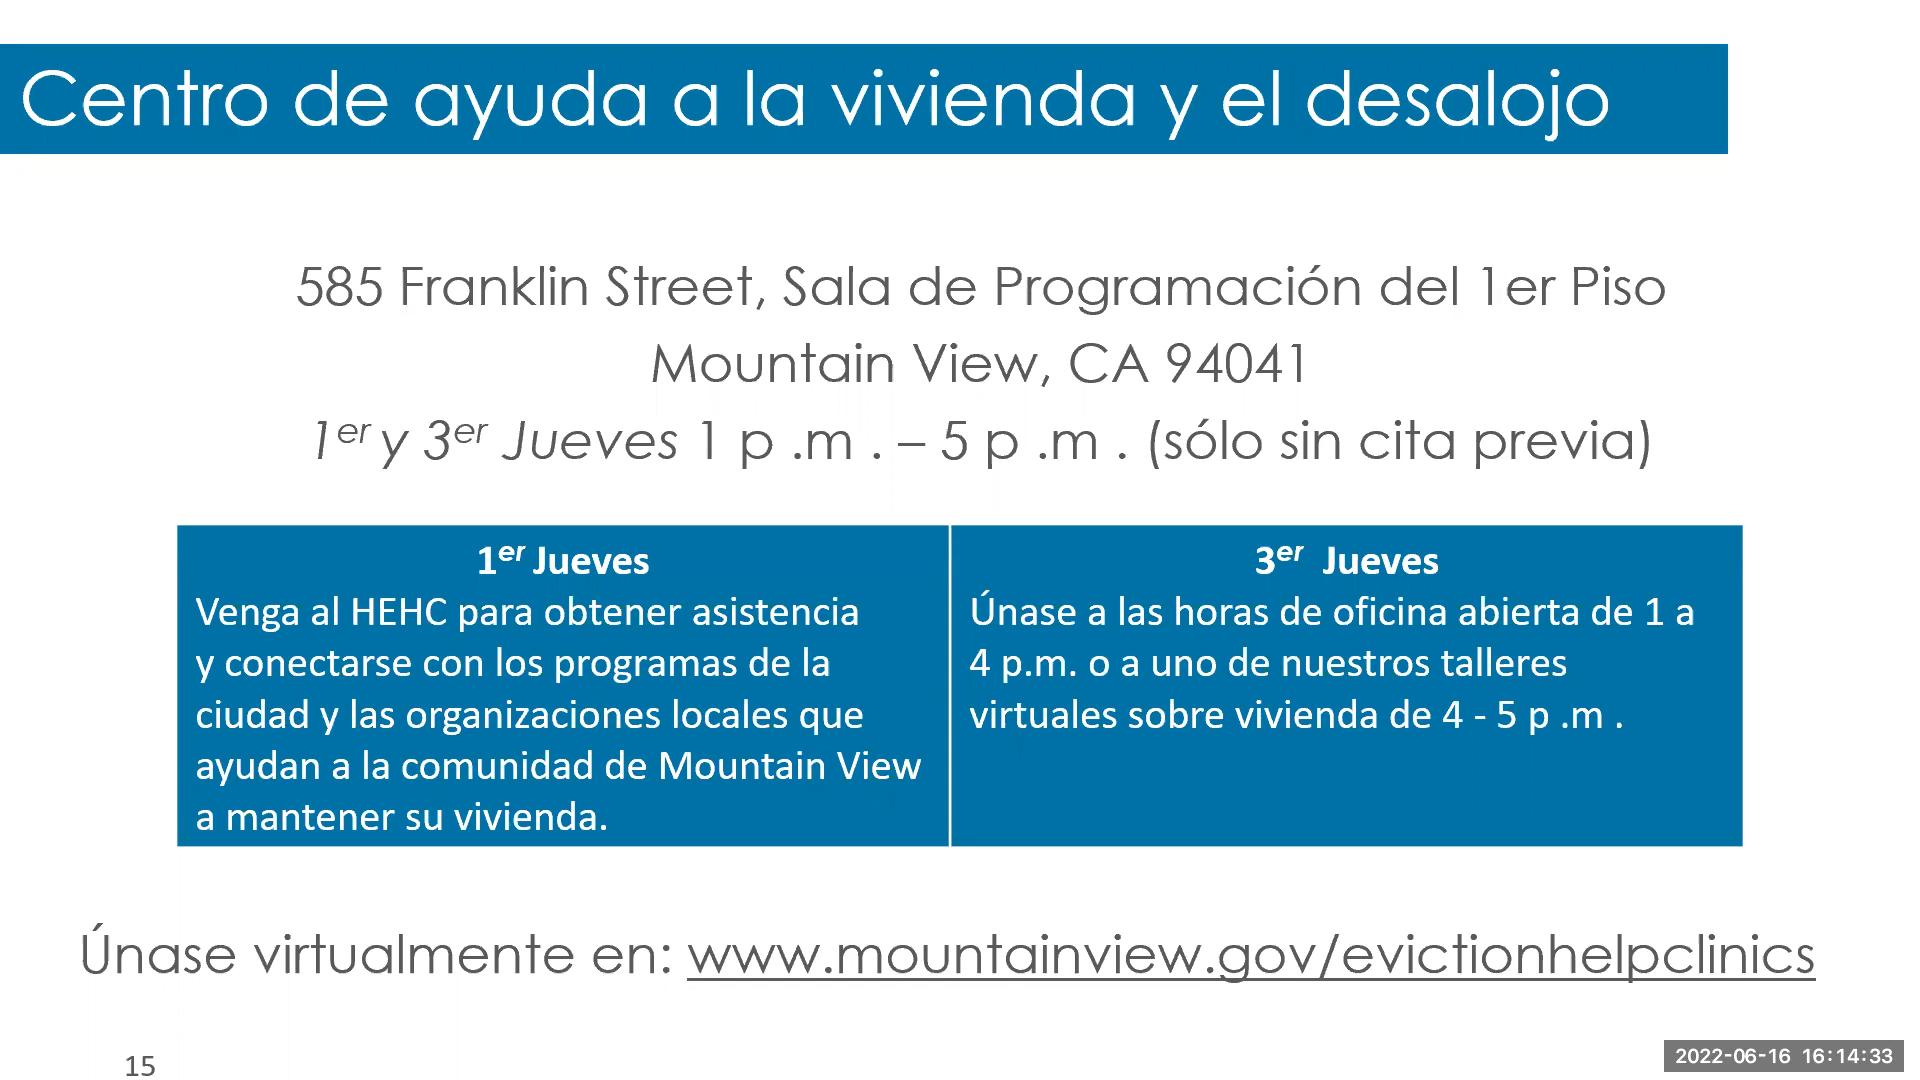 Centro de ayuda a la vivienda y el desalojo
585 Franklin Street, Sala de Programación del 1er Piso
Mountain View, CA 94041
1er y 3er Jueves 1 p .m . – 5 p .m . (sólo sin cita previa)
1er Jueves
Venga al HEHC para obtener asistencia
y conectarse con los programas de la
ciudad y las organizaciones locales que
ayudan a la comunidad de Mountain View
a mantener su vivienda.
3er Jueves
Únase a las horas de oficina abierta de 1 a
4 p.m. o a uno de nuestros talleres
virtuales sobre vivienda de 4 - 5 p .m .
Únase virtualmente en: www.mountainview.gov/evictionhelpclinics
15
2022-06-16 16:14:33